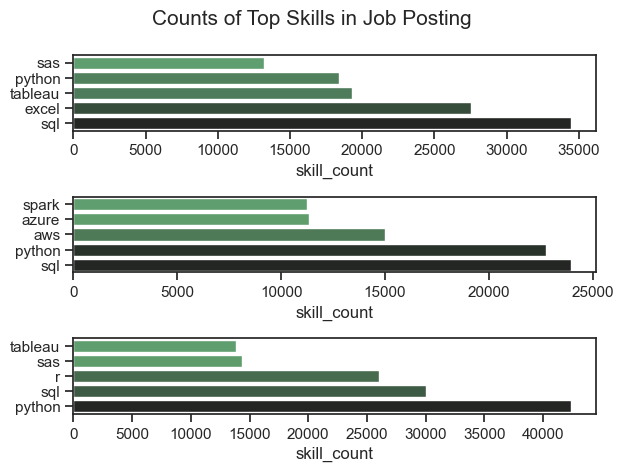 Counts of Top Skills in Job Posting
sas
python
tableau
excel
sql
0 5000 10000 15000 20000 25000 30000 35000
skill_count
spark
azure
aws
python
sql
0 5000 10000 15000 20000 25000
skill_count
tableau
sas
r
sql
python
0 5000 10000 15000 20000 25000 30000 35000 40000
skill_count